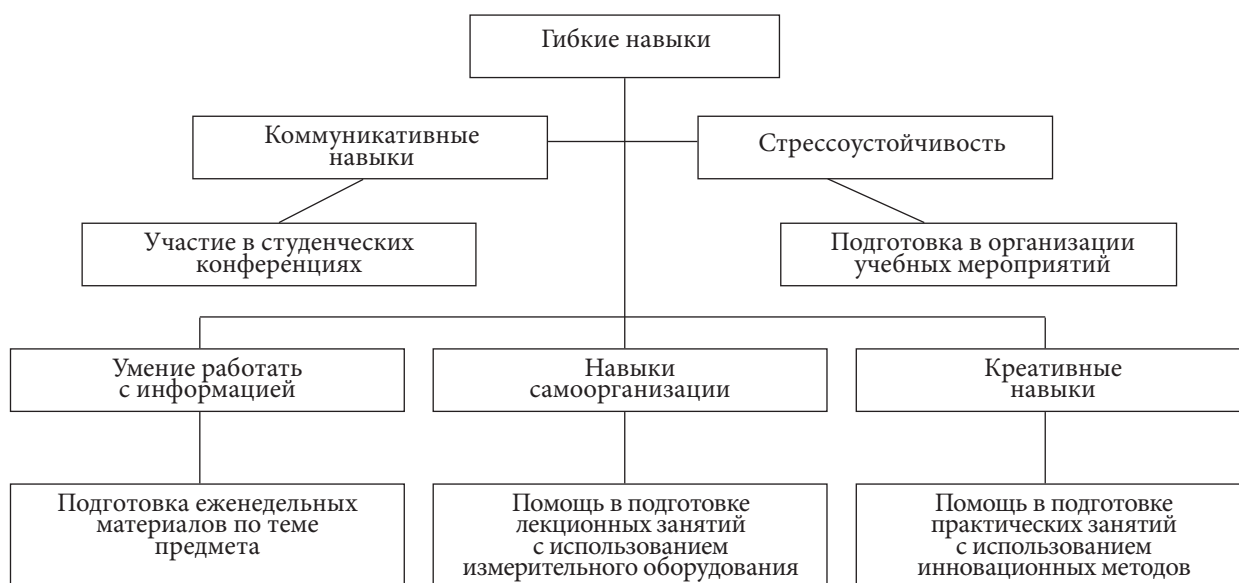 Гибкие навыки
Коммуникативные
навыки
Стрессоустойчивость
Участие в студенческих
конференциях
Подготовка в организации
учебных мероприятий
Умение работать
с информацией
Навыки
самоорганизации
Креативные
навыки
Подготовка еженедельных
материалов по теме
предмета
Помощь в подготовке
лекционных занятий
с использованием
измерительного оборудования
Помощь в подготовке
практических занятий
с использованием
инновационных методов